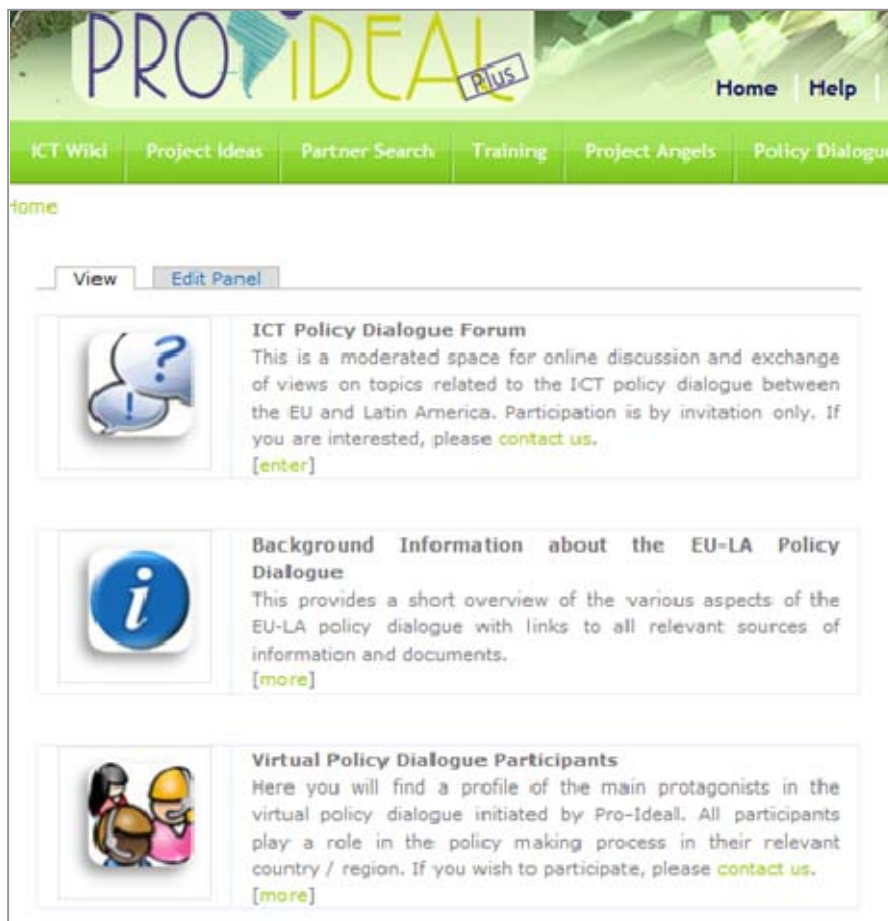 PRO iDEAL Plus
Home Help
ICT Wiki Project Ideas Partner Search Training Project Angels Policy Dialogue
Home
View Edit Panel
ICT Policy Dialogue Forum
This is a moderated space for online discussion and exchange
of views on topics related to the ICT policy dialogue between
the EU and Latin America. Participation is by invitation only. If
you are interested, please contact us.
[enter]
Background Information about the EU-LA Policy
Dialogue
This provides a short overview of the various aspects of the
EU-LA policy dialogue with links to all relevant sources of
information and documents.
[more]
Virtual Policy Dialogue Participants
Here you will find a profile of the main protagonists in the
virtual policy dialogue initiated by Pro-Ideal. All participants
play a role in the policy making process in their relevant
country / region. If you wish to participate, please contact us.
[more]